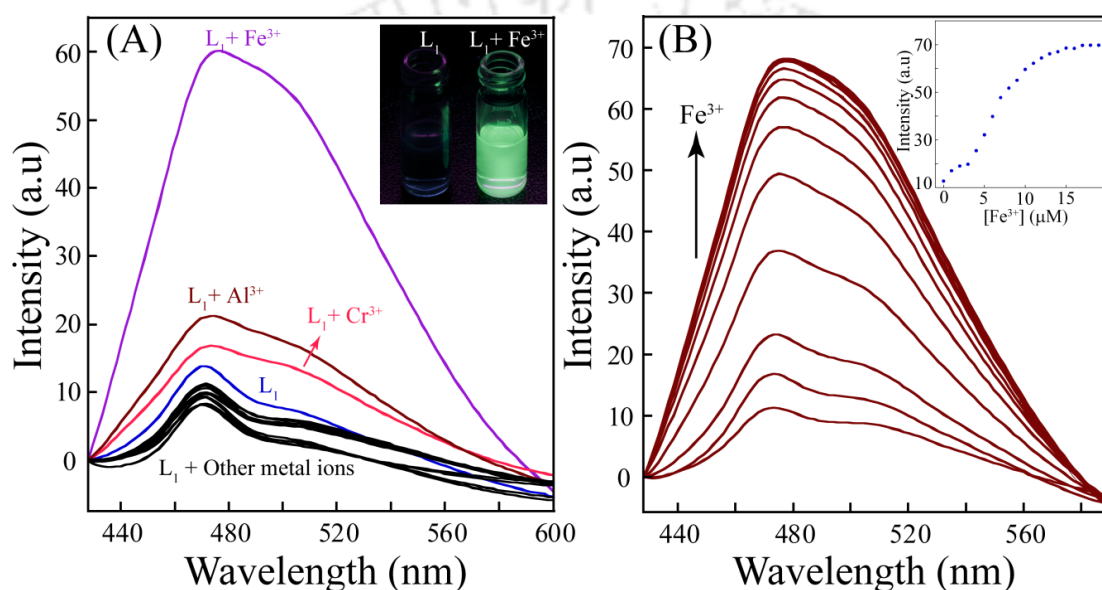 (A)
L₁+ Fe³⁺
L₁ L₁+ Fe³⁺
60
50
40
30
20
10
0
Intensity (a.u)
L₁+ Al³⁺
L₁+ Cr³⁺
L₁
L₁ + Other metal ions
440 480 520 560 600
Wavelength (nm)
(B)
70
60
50
40
30
20
10
0
Intensity (a.u)
Fe³⁺
70
50
30
10
Intensity (a.u)
0 5 10 15
[Fe³⁺] (μM)
440 480 520 560
Wavelength (nm)